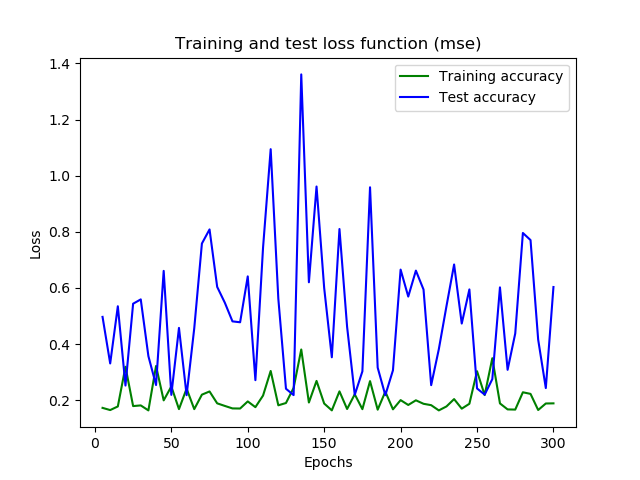 Training and test loss function (mse)
Training accuracy
Test accuracy
1.4
1.2
1.0
0.8
0.6
0.4
0.2
Loss
0 50 100 150 200 250 300
Epochs